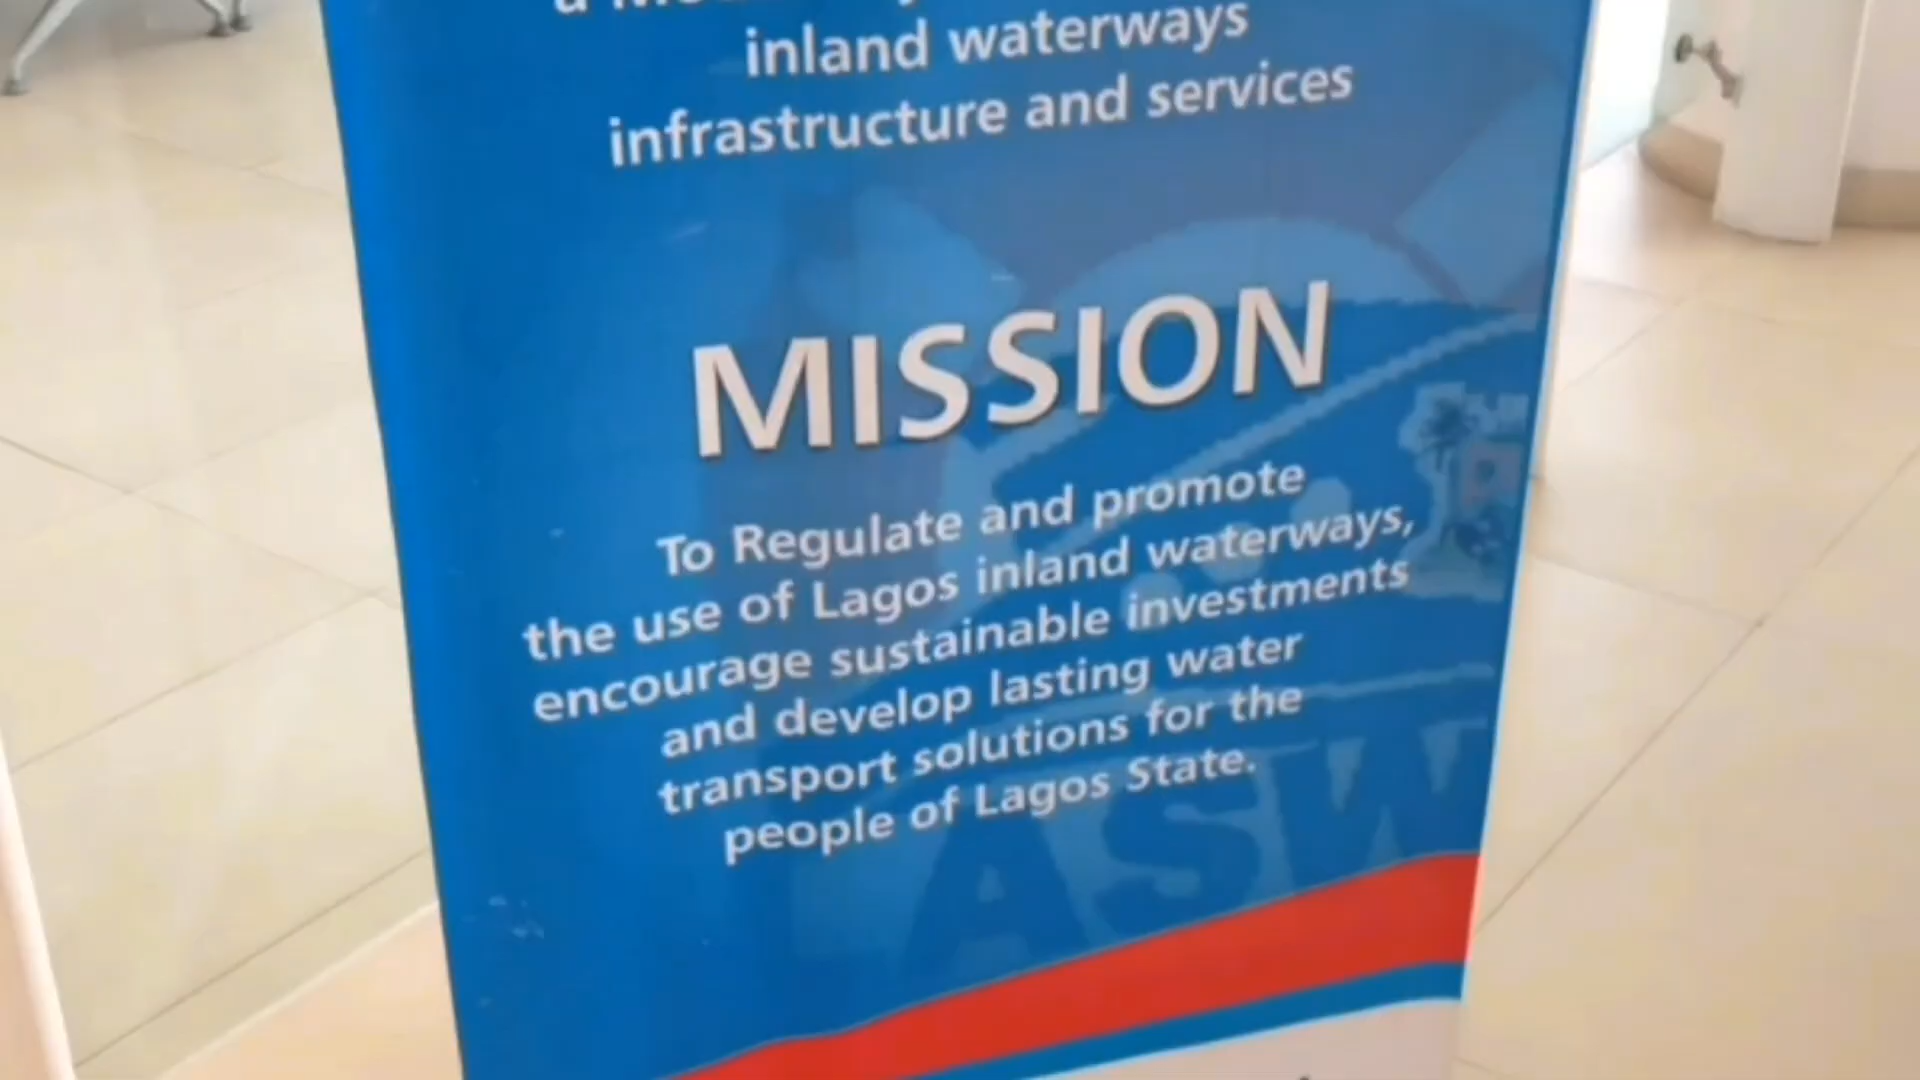 inland waterways
infrastructure and services
MISSION
To Regulate and promote
the use of Lagos inland waterways,
encourage sustainable investments
and develop lasting water
transport solutions for the
people of Lagos State.
ASW